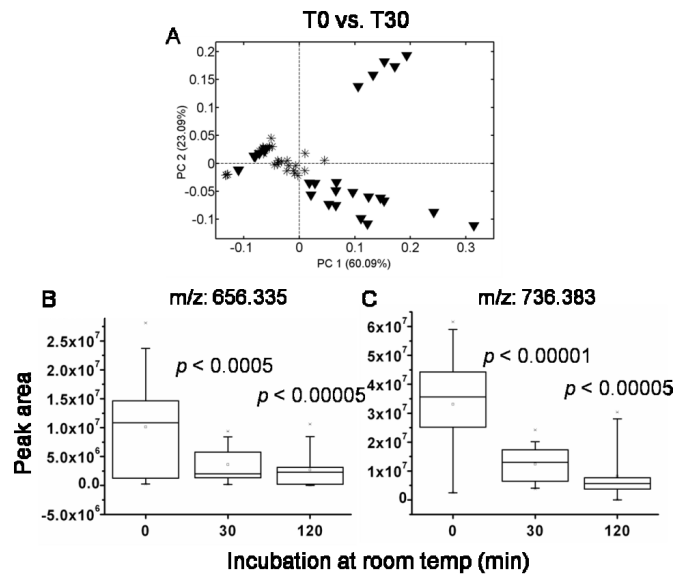 T0 vs. T30
A
0.2
0.15
0.1
0.05
0
-0.05
-0.1
PC 2 (23.09%)
-0.1 0 0.1 0.2 0.3
PC 1 (60.09%)
B
m/z: 656.335
2.5x10⁷
2.0x10⁷
1.5x10⁷
1.0x10⁷
5.0x10⁶
0.0
-5.0x10⁶
p < 0.0005
p < 0.00005
0 30 120
C
m/z: 736.383
6x10⁷
5x10⁷
4x10⁷
3x10⁷
2x10⁷
1x10⁷
0
p < 0.00001
p < 0.00005
0 30 120
Peak area
Incubation at room temp (min)